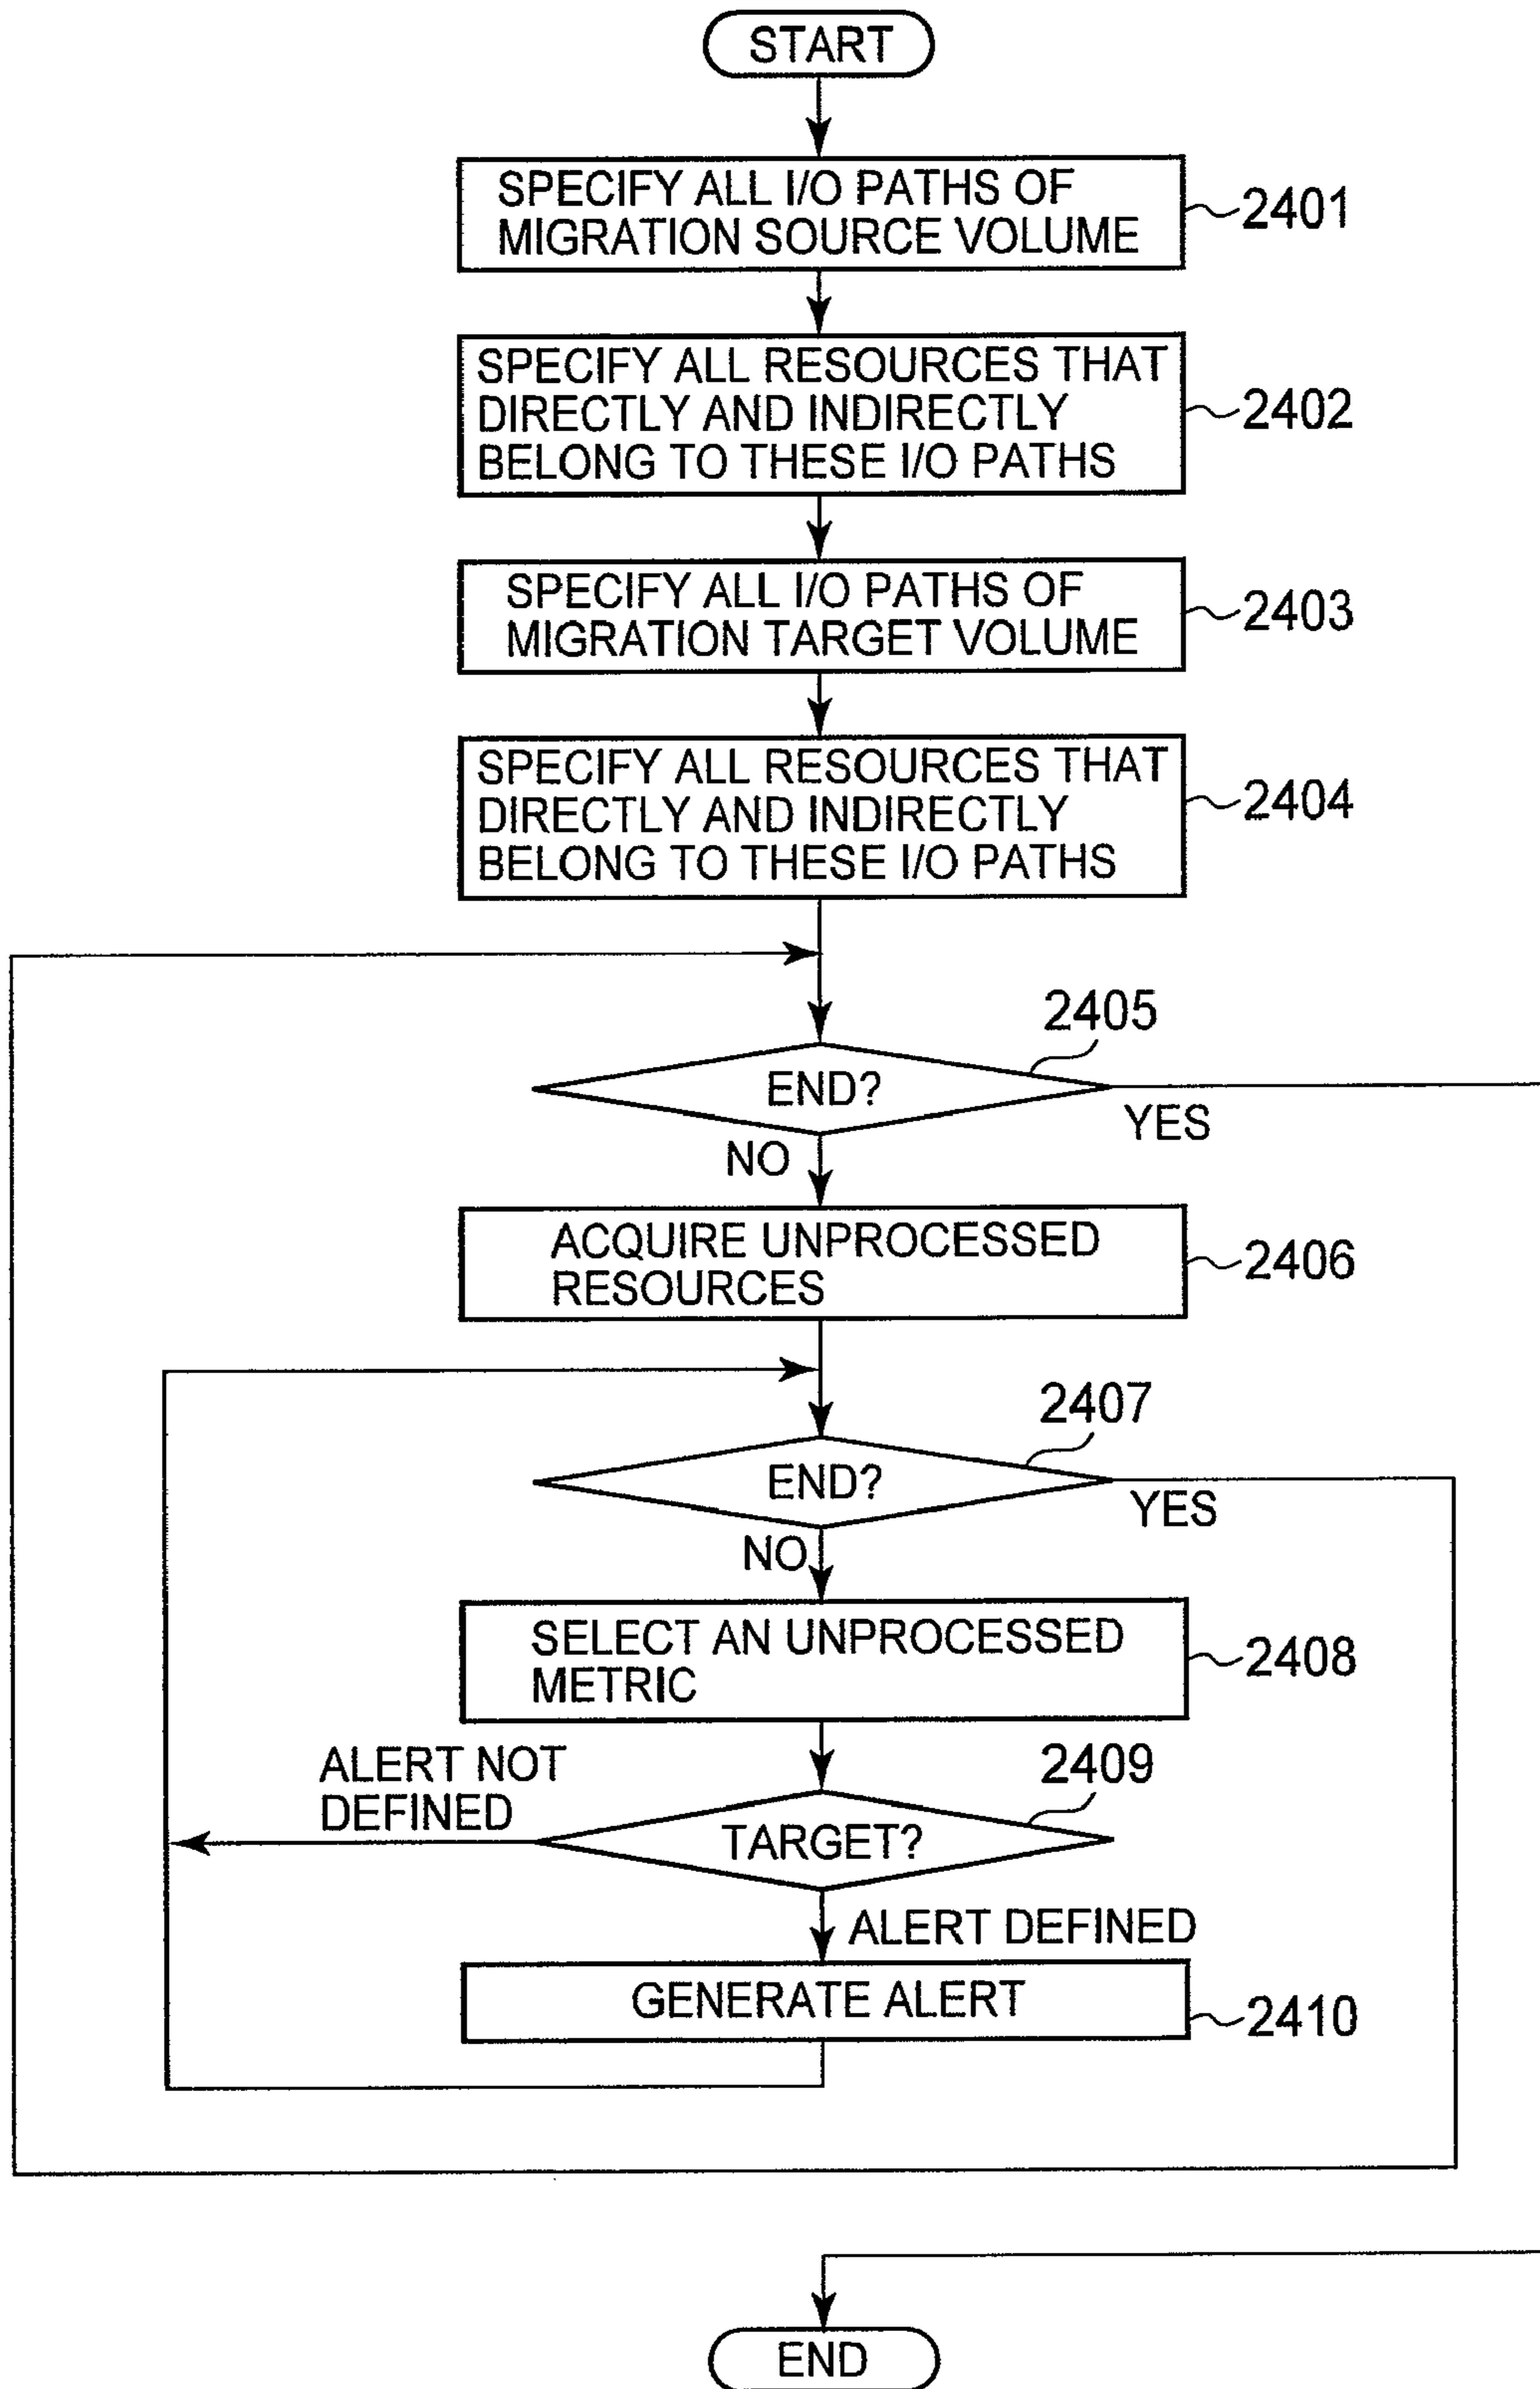 START
SPECIFY ALL I/O PATHS OF
MIGRATION SOURCE VOLUME
2401
SPECIFY ALL RESOURCES THAT
DIRECTLY AND INDIRECTLY
BELONG TO THESE I/O PATHS
2402
SPECIFY ALL I/O PATHS OF
MIGRATION TARGET VOLUME
2403
SPECIFY ALL RESOURCES THAT
DIRECTLY AND INDIRECTLY
BELONG TO THESE I/O PATHS
2404
2405
END?
YES
NO
ACQUIRE UNPROCESSED
RESOURCES
2406
2407
END?
YES
NO
SELECT AN UNPROCESSED
METRIC
2408
ALERT NOT
DEFINED
2409
TARGET?
ALERT DEFINED
GENERATE ALERT
2410
END